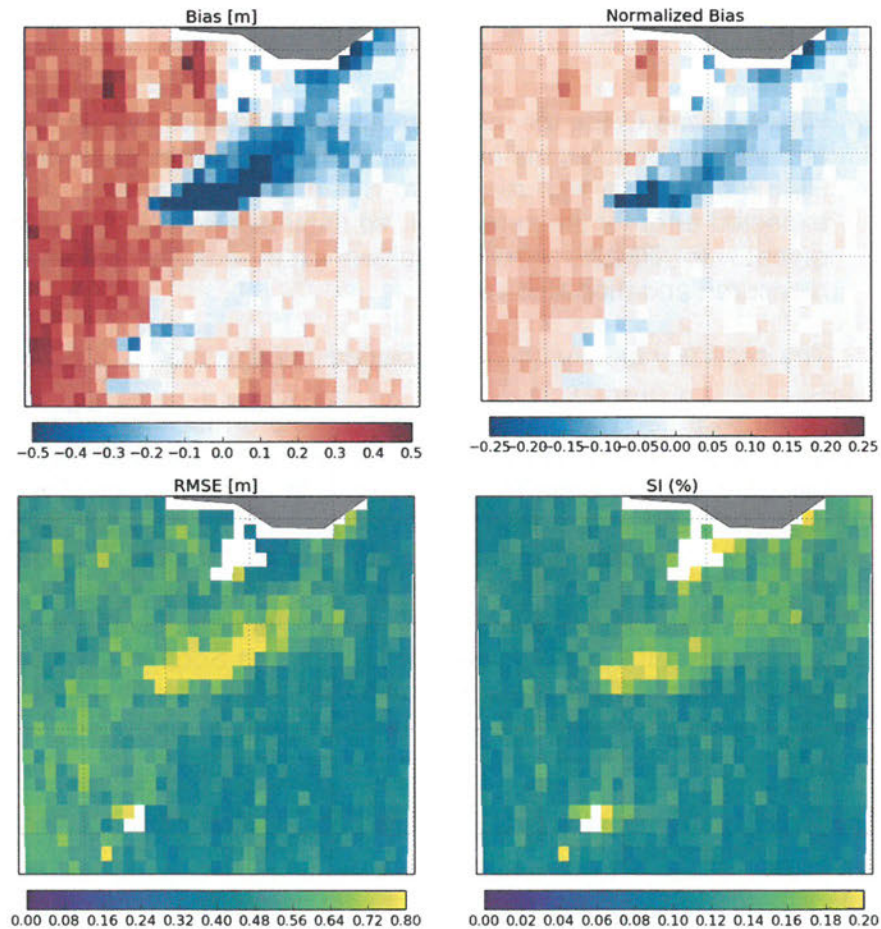 Bias [m]
Normalized Bias
−0.5 −0.4 −0.3 −0.2 −0.1 0.0 0.1 0.2 0.3 0.4 0.5
−0.25−0.20−0.15−0.10−0.050.00 0.05 0.10 0.15 0.20 0.25
RMSE [m]
SI (%)
0.00 0.08 0.16 0.24 0.32 0.40 0.48 0.56 0.64 0.72 0.80
0.00 0.02 0.04 0.06 0.08 0.10 0.12 0.14 0.16 0.18 0.20